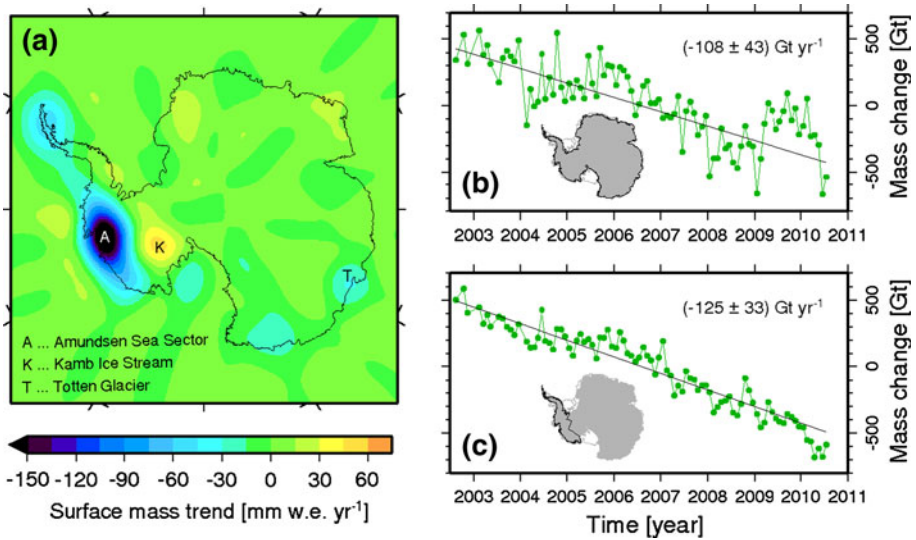 (a)
A
K
T
A ... Amundsen Sea Sector
K ... Kamb Ice Stream
T ... Totten Glacier
-150 -120 -90 -60 -30 0 30 60
Surface mass trend [mm w.e. yr⁻¹]
(b)
(-108 ± 43) Gt yr⁻¹
500
0
-500
Mass change [Gt]
2003 2004 2005 2006 2007 2008 2009 2010 2011
(c)
(-125 ± 33) Gt yr⁻¹
500
0
-500
Mass change [Gt]
2003 2004 2005 2006 2007 2008 2009 2010 2011
Time [year]